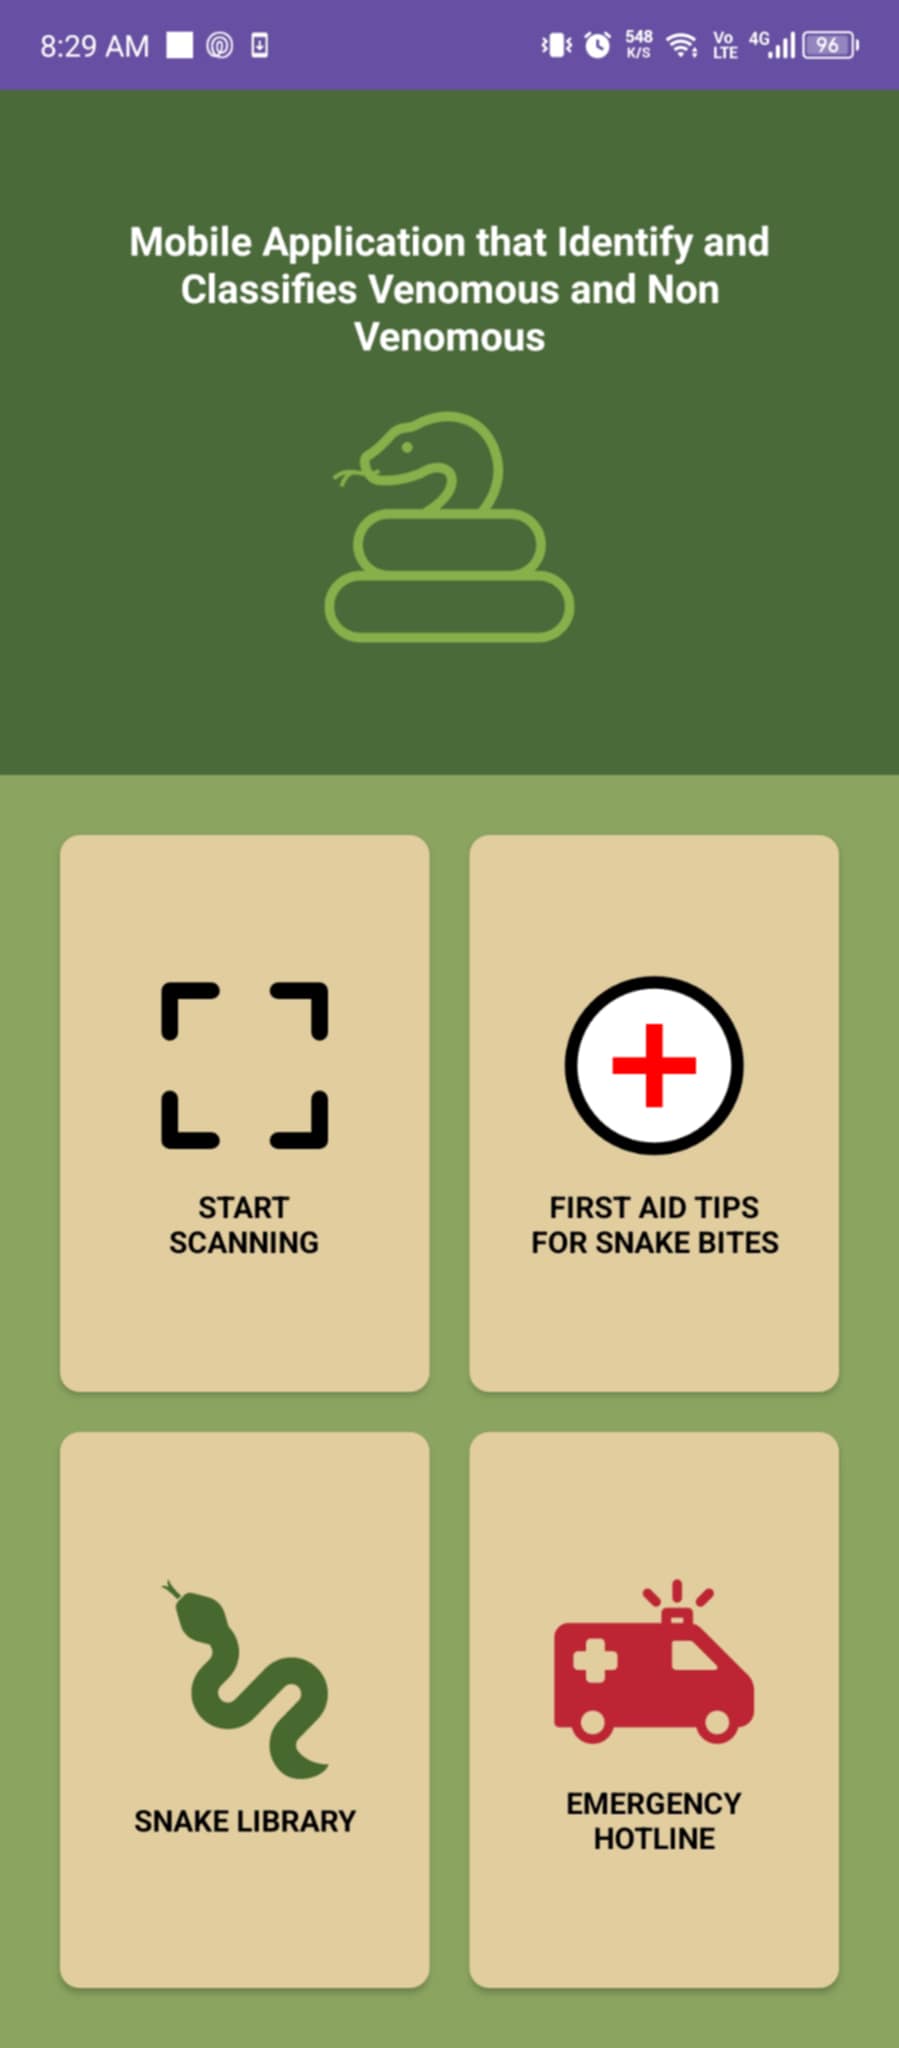 8:29 AM
548
K/S
Vo
LTE
4G
96
Mobile Application that Identify and
Classifies Venomous and Non
Venomous
START
SCANNING
FIRST AID TIPS
FOR SNAKE BITES
SNAKE LIBRARY
EMERGENCY
HOTLINE